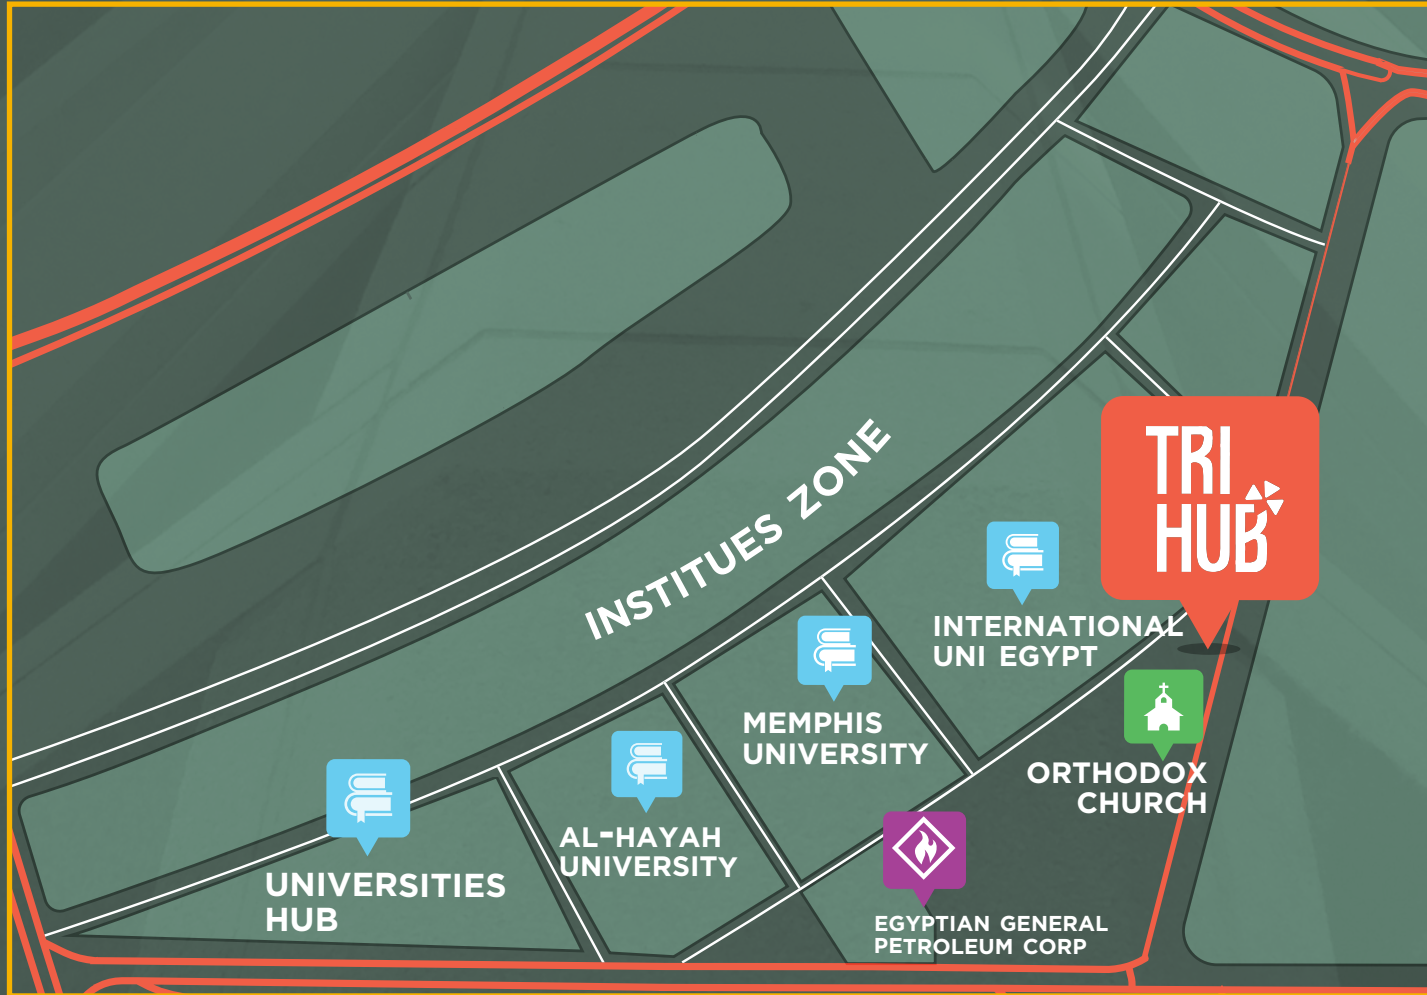 TRI
HUB
INSTITUES ZONE
INTERNATIONAL
UNI EGYPT
MEMPHIS
UNIVERSITY
ORTHODOX
CHURCH
AL-HAYAH
UNIVERSITY
UNIVERSITIES
HUB
EGYPTIAN GENERAL
PETROLEUM CORP